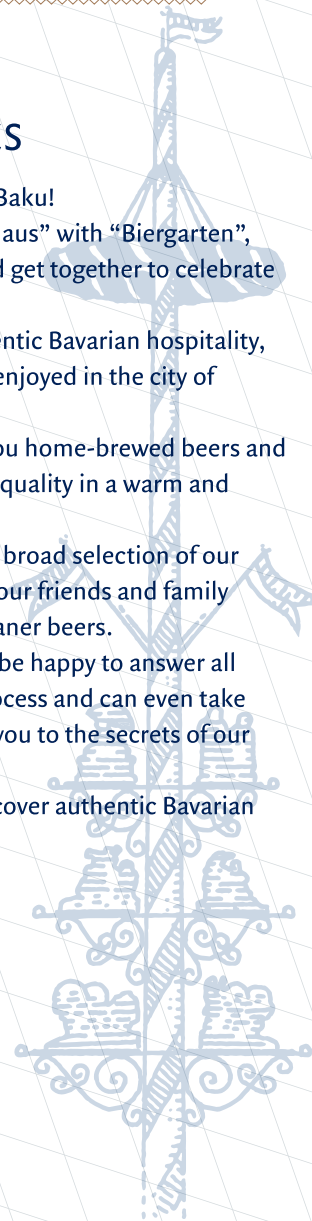 s
Baku!
aus” with “Biergarten”,
d get together to celebrate
entic Bavarian hospitality,
enjoyed in the city of
ou home-brewed beers and
quality in a warm and
broad selection of our
our friends and family
aner beers.
be happy to answer all
ocess and can even take
you to the secrets of our
cover authentic Bavarian